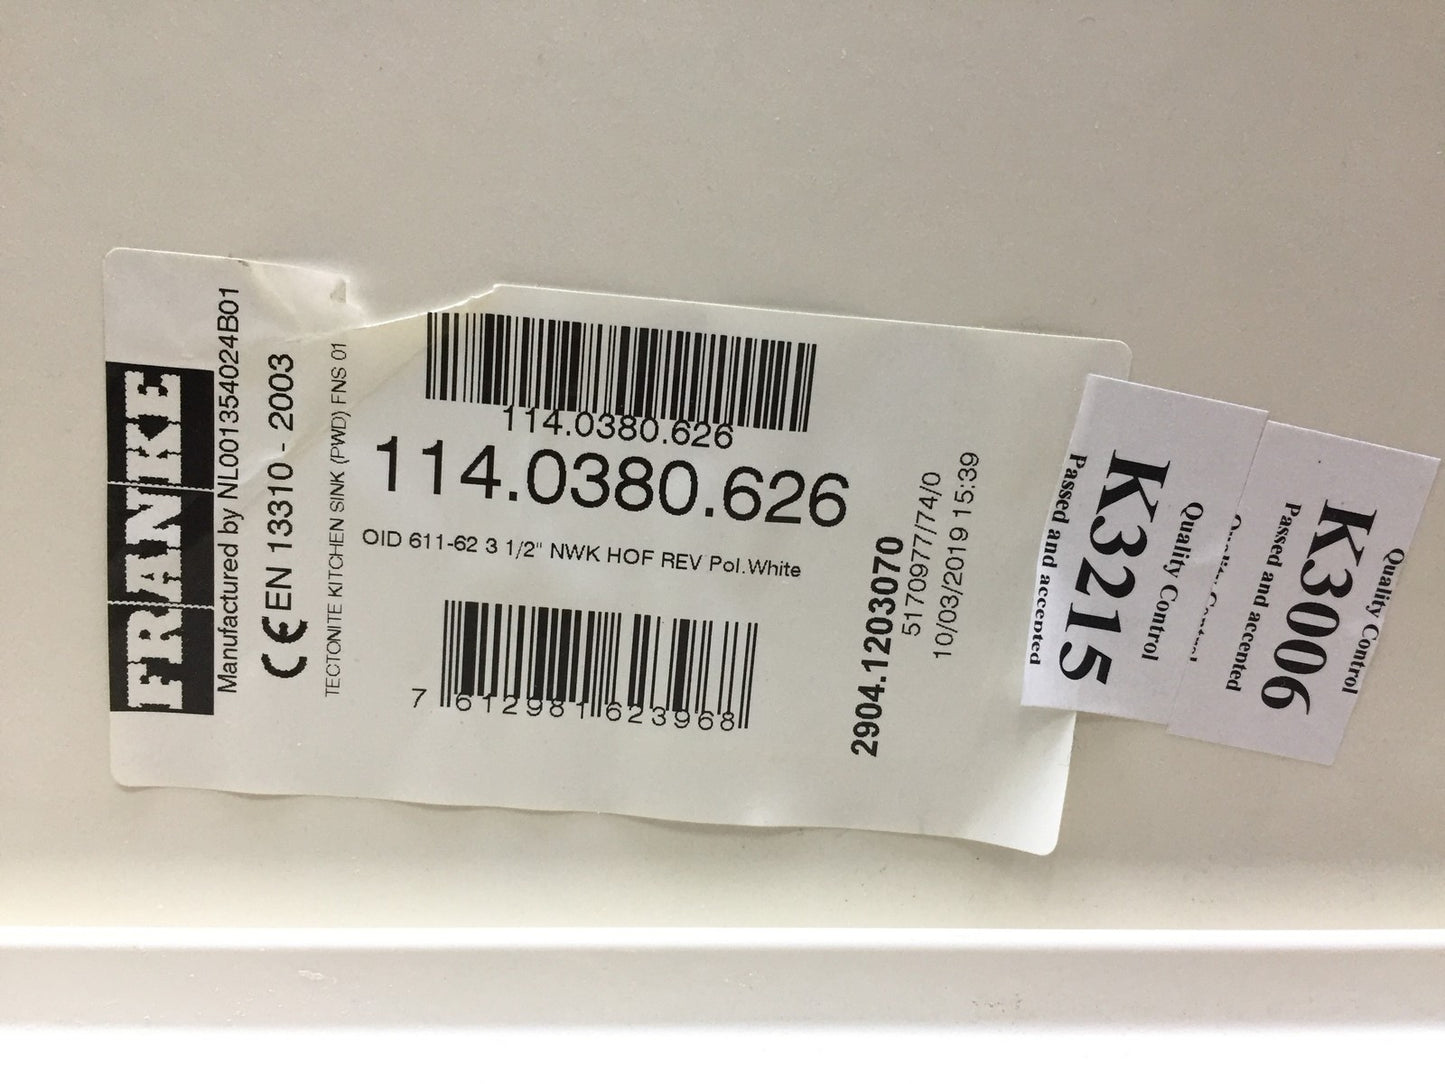 FRANKE
Manufactured by NL001354024B01
CE EN 13310 - 2003
TECTONITE KITCHEN SINK (PWD) FNS 01
114.0380.626
114.0380.626
OID 611-62 3 1/2" NWK HOF REV Pol.White
7 612981 623968
2904.1203070
5170977/74/0
10/03/2019 15:39
Quality Control
K3215
Passed and accepted
Quality Control
Quality Control
K3006
Passed and accepted